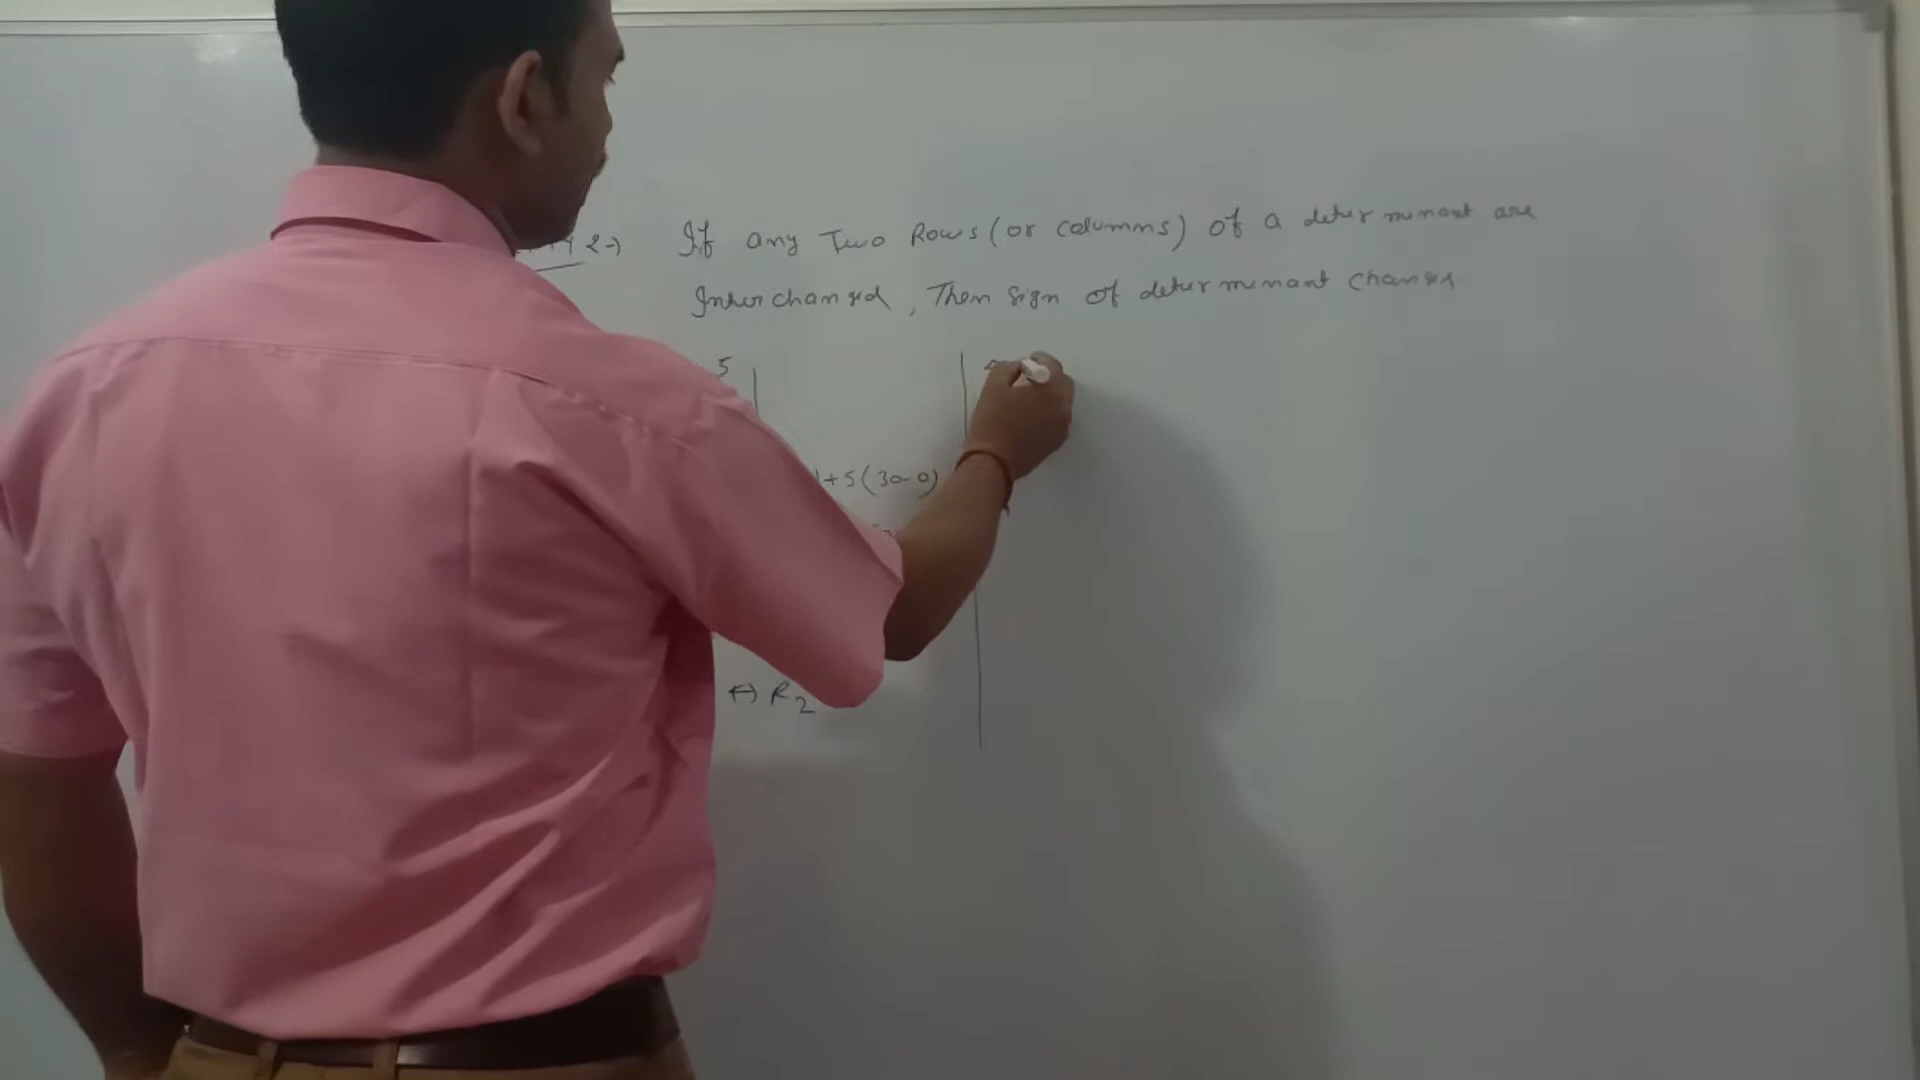 2→ If any Two Rows (or columns) of a determinant are
Interchanged, Then sign of determinant changes
5
+5(30-0)
↔ R2